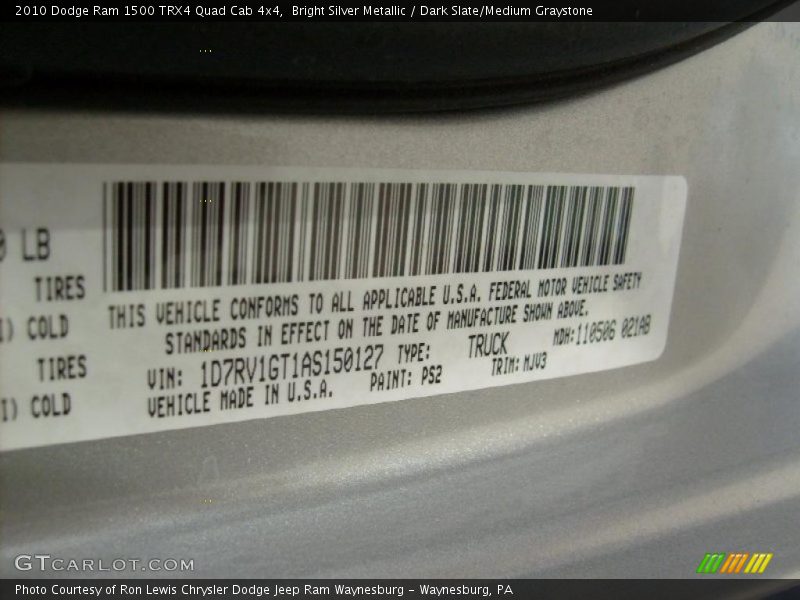 2010 Dodge Ram 1500 TRX4 Quad Cab 4x4,  Bright Silver Metallic / Dark Slate/Medium Graystone
LB
TIRES
COLD
TIRES
COLD
THIS VEHICLE CONFORMS TO ALL APPLICABLE U.S.A. FEDERAL MOTOR VEHICLE SAFETY
STANDARDS IN EFFECT ON THE DATE OF MANUFACTURE SHOWN ABOVE.
VIN: 1D7RV1GT1AS150127 TYPE: TRUCK MDH:110506 021AB
VEHICLE MADE IN U.S.A. PAINT: PS2 TRIM: MJV3
GTCARLOT.COM
Photo Courtesy of Ron Lewis Chrysler Dodge Jeep Ram Waynesburg – Waynesburg, PA